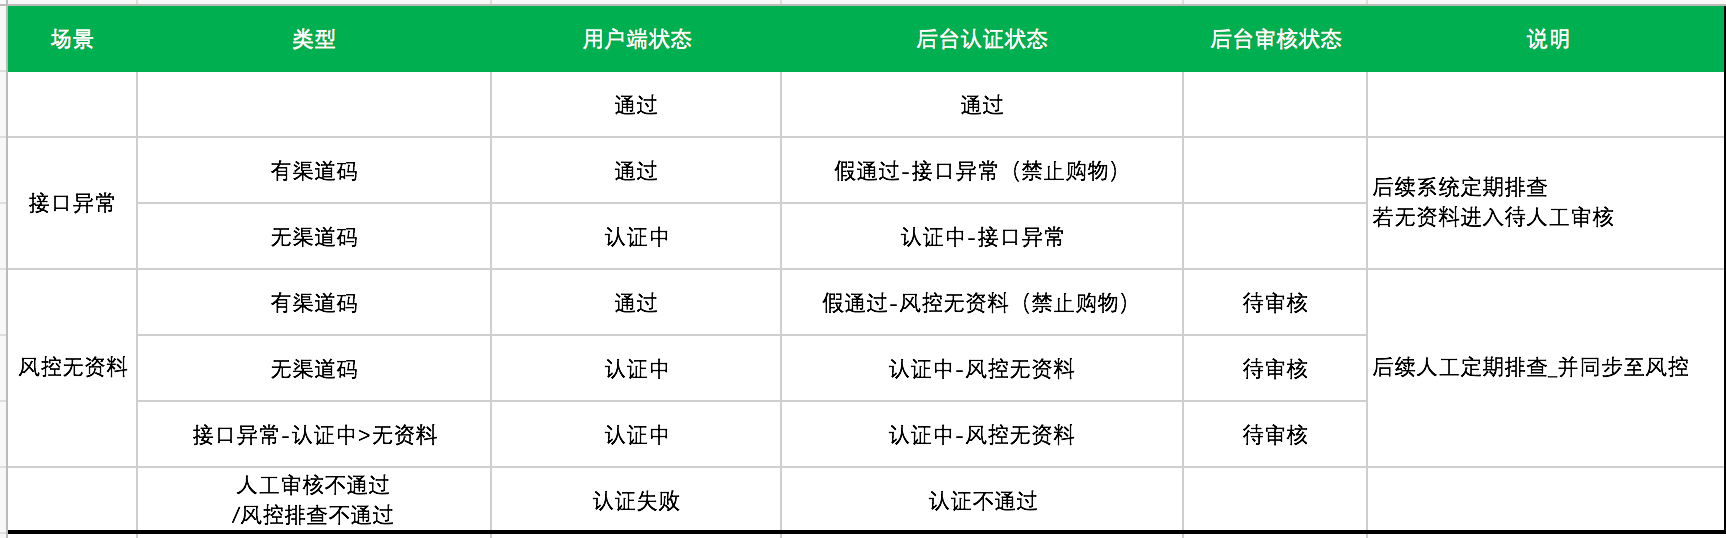 场景 类型 用户端状态 后台认证状态 后台审核状态 说明
通过 通过
接口异常
有渠道码 通过 假通过-接口异常（禁止购物）
无渠道码 认证中 认证中-接口异常
后续系统定期排查
若无资料进入待人工审核
风控无资料
有渠道码 通过 假通过-风控无资料（禁止购物） 待审核
无渠道码 认证中 认证中-风控无资料 待审核
后续人工定期排查_并同步至风控
接口异常-认证中>无资料 认证中 认证中-风控无资料 待审核
人工审核不通过
/风控排查不通过
认证失败 认证不通过